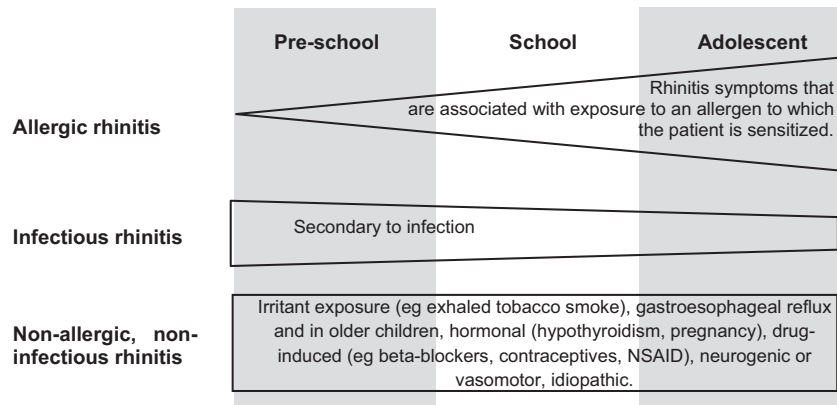 Pre-school School Adolescent
Allergic rhinitis
Rhinitis symptoms that
are associated with exposure to an allergen to which
the patient is sensitized.
Infectious rhinitis
Secondary to infection
Non-allergic, non-
infectious rhinitis
Irritant exposure (eg exhaled tobacco smoke), gastroesophageal reflux
and in older children, hormonal (hypothyroidism, pregnancy), drug-
induced (eg beta-blockers, contraceptives, NSAID), neurogenic or
vasomotor, idiopathic.